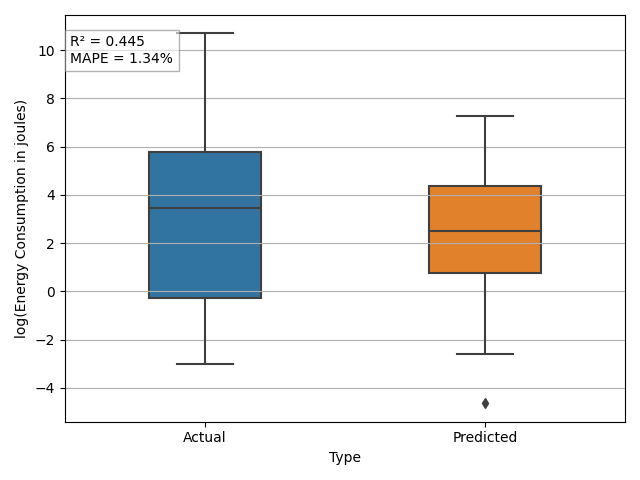 R² = 0.445
MAPE = 1.34%
log(Energy Consumption in joules)
10
8
6
4
2
0
−2
−4
Actual
Predicted
Type